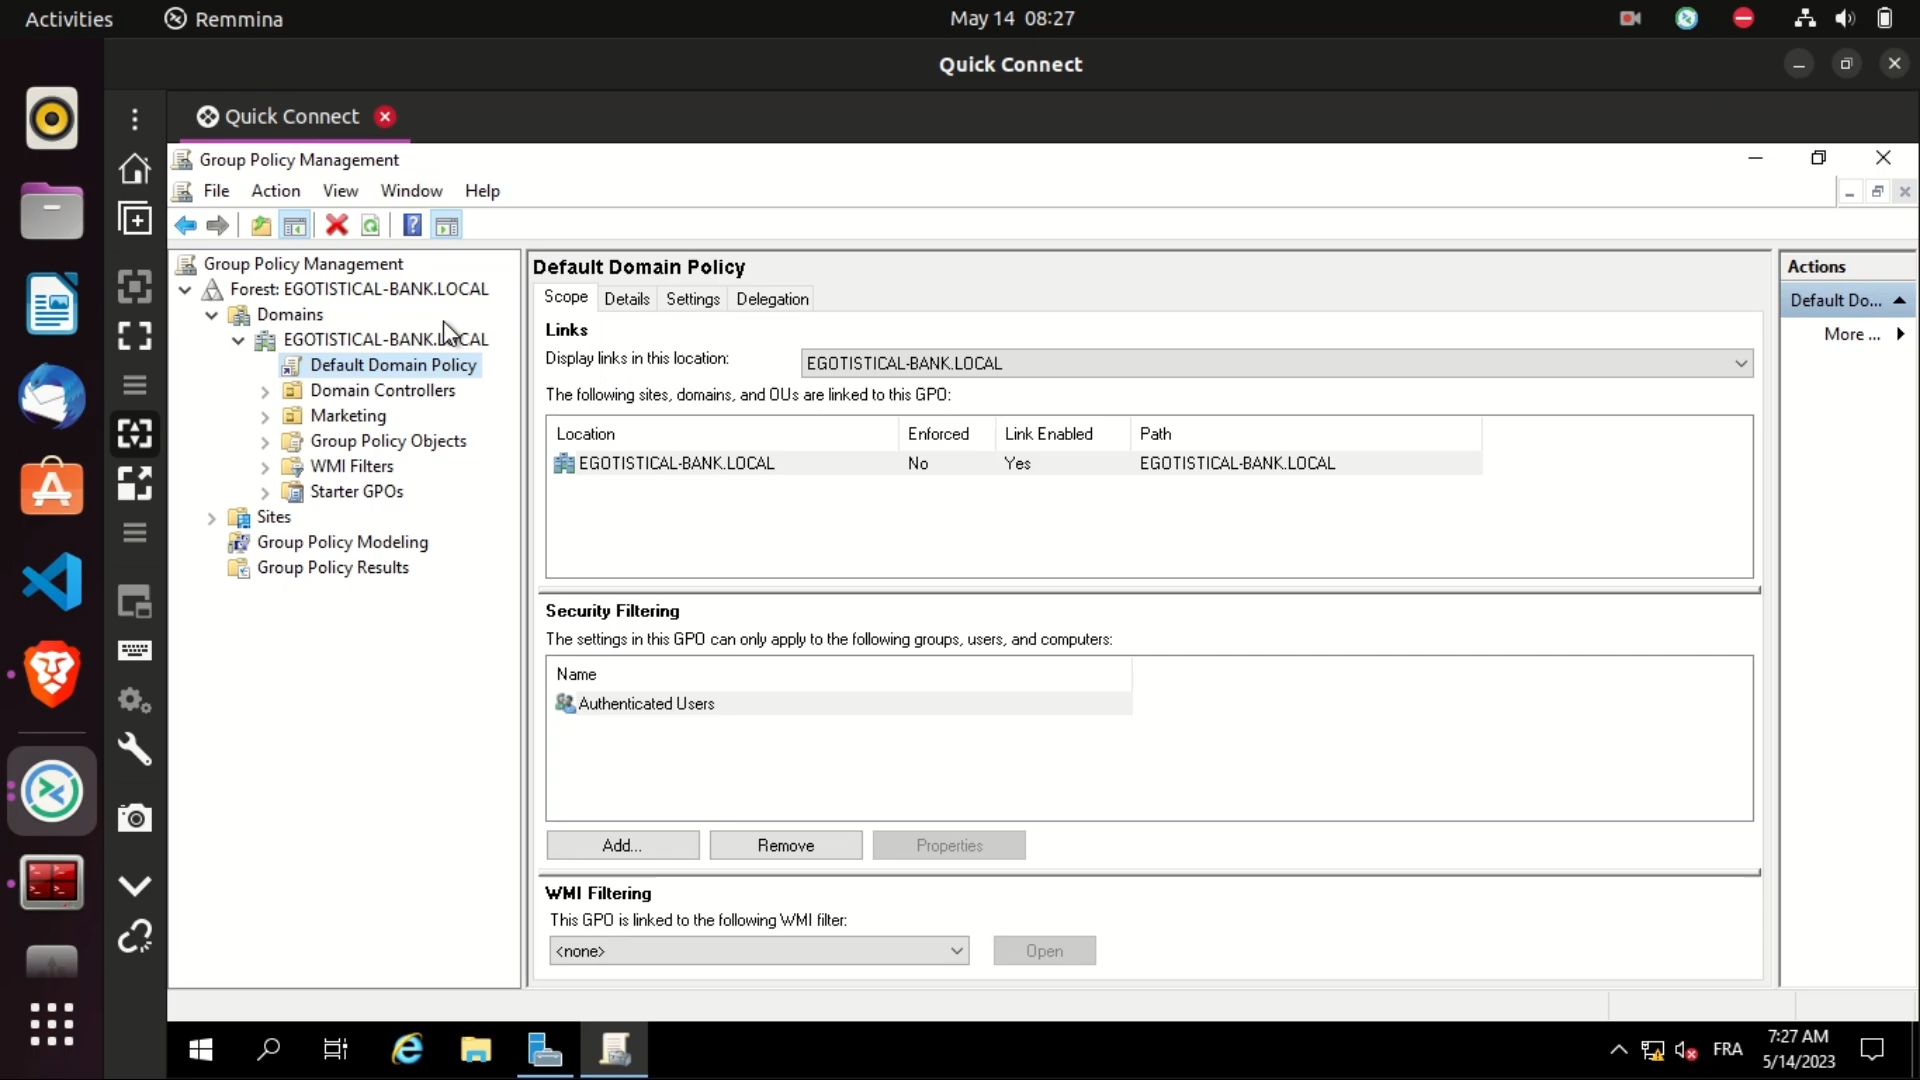 Activities
Remmina
May 14 08:27
Quick Connect
Quick Connect
Group Policy Management
File Action View Window Help
Group Policy Management
Forest: EGOTISTICAL-BANK.LOCAL
Domains
EGOTISTICAL-BANK.LOCAL
Default Domain Policy
Domain Controllers
Marketing
Group Policy Objects
WMI Filters
Starter GPOs
Sites
Group Policy Modeling
Group Policy Results
Default Domain Policy
Scope Details Settings Delegation
Links
Display links in this location:
EGOTISTICAL-BANK.LOCAL
The following sites, domains, and OUs are linked to this GPO:
Location Enforced Link Enabled Path
EGOTISTICAL-BANK.LOCAL No Yes EGOTISTICAL-BANK.LOCAL
Security Filtering
The settings in this GPO can only apply to the following groups, users, and computers:
Name
Authenticated Users
Add... Remove Properties
WMI Filtering
This GPO is linked to the following WMI filter:
<none>
Open
Actions
Default Do...
More ...
FRA
7:27 AM
5/14/2023